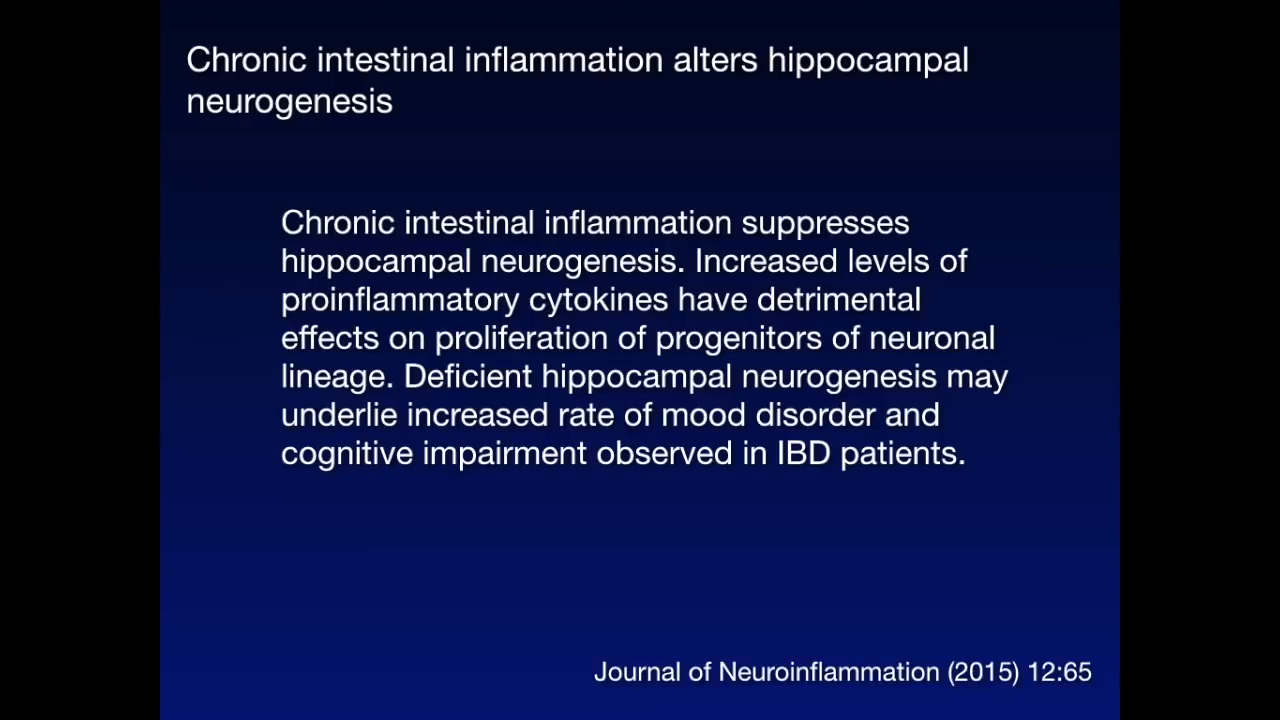 Chronic intestinal inflammation alters hippocampal
neurogenesis
Chronic intestinal inflammation suppresses
hippocampal neurogenesis. Increased levels of
proinflammatory cytokines have detrimental
effects on proliferation of progenitors of neuronal
lineage. Deficient hippocampal neurogenesis may
underlie increased rate of mood disorder and
cognitive impairment observed in IBD patients.
Journal of Neuroinflammation (2015) 12:65